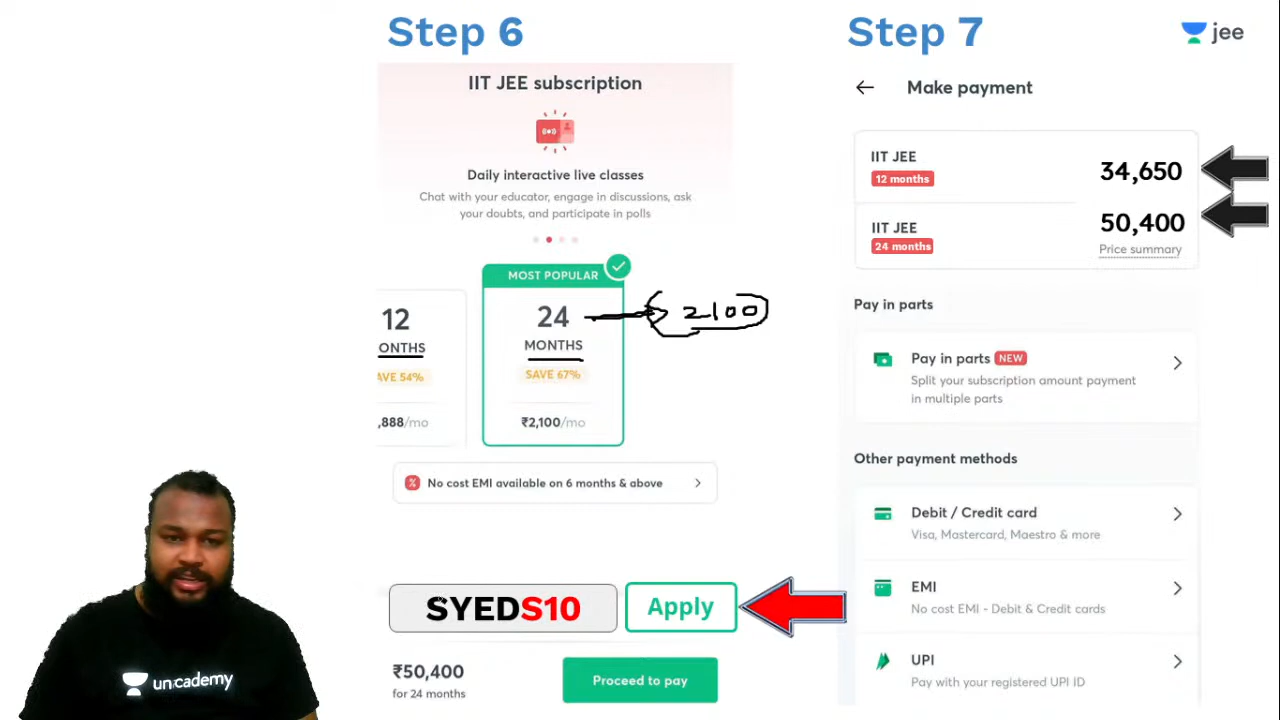 Step 6
IIT JEE subscription
Daily interactive live classes
Chat with your educator, engage in discussions, ask
your doubts, and participate in polls
12
ONTHS
AVE 54%
,888/mo
MOST POPULAR
24
MONTHS
SAVE 67%
₹2,100/mo
2100
No cost EMI available on 6 months & above
SYEDS10
Apply
₹50,400
for 24 months
Proceed to pay
unacademy
Step 7
jee
Make payment
IIT JEE
12 months
34,650
IIT JEE
24 months
50,400
Price summary
Pay in parts
Pay in parts NEW
Split your subscription amount payment
in multiple parts
Other payment methods
Debit / Credit card
Visa, Mastercard, Maestro & more
EMI
No cost EMI - Debit & Credit cards
UPI
Pay with your registered UPI ID